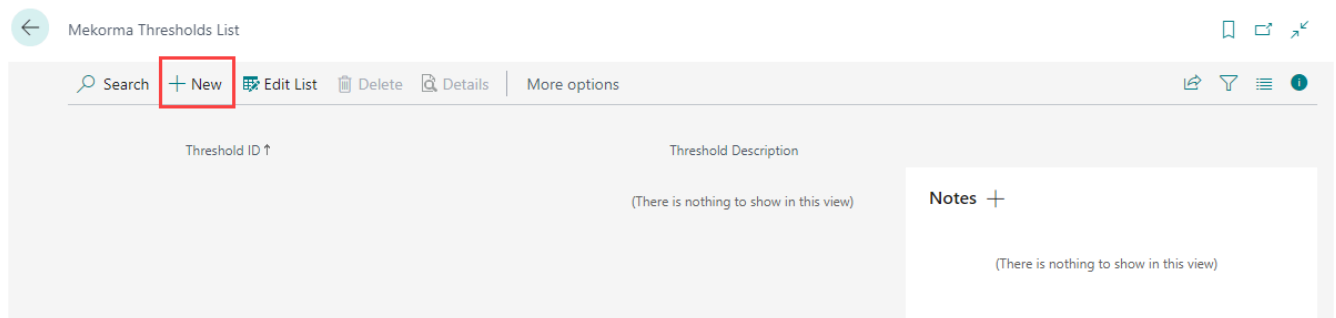 Mekorma Thresholds List
Search + New Edit List Delete Details More options
Threshold ID ↑ Threshold Description
(There is nothing to show in this view)
Notes +
(There is nothing to show in this view)